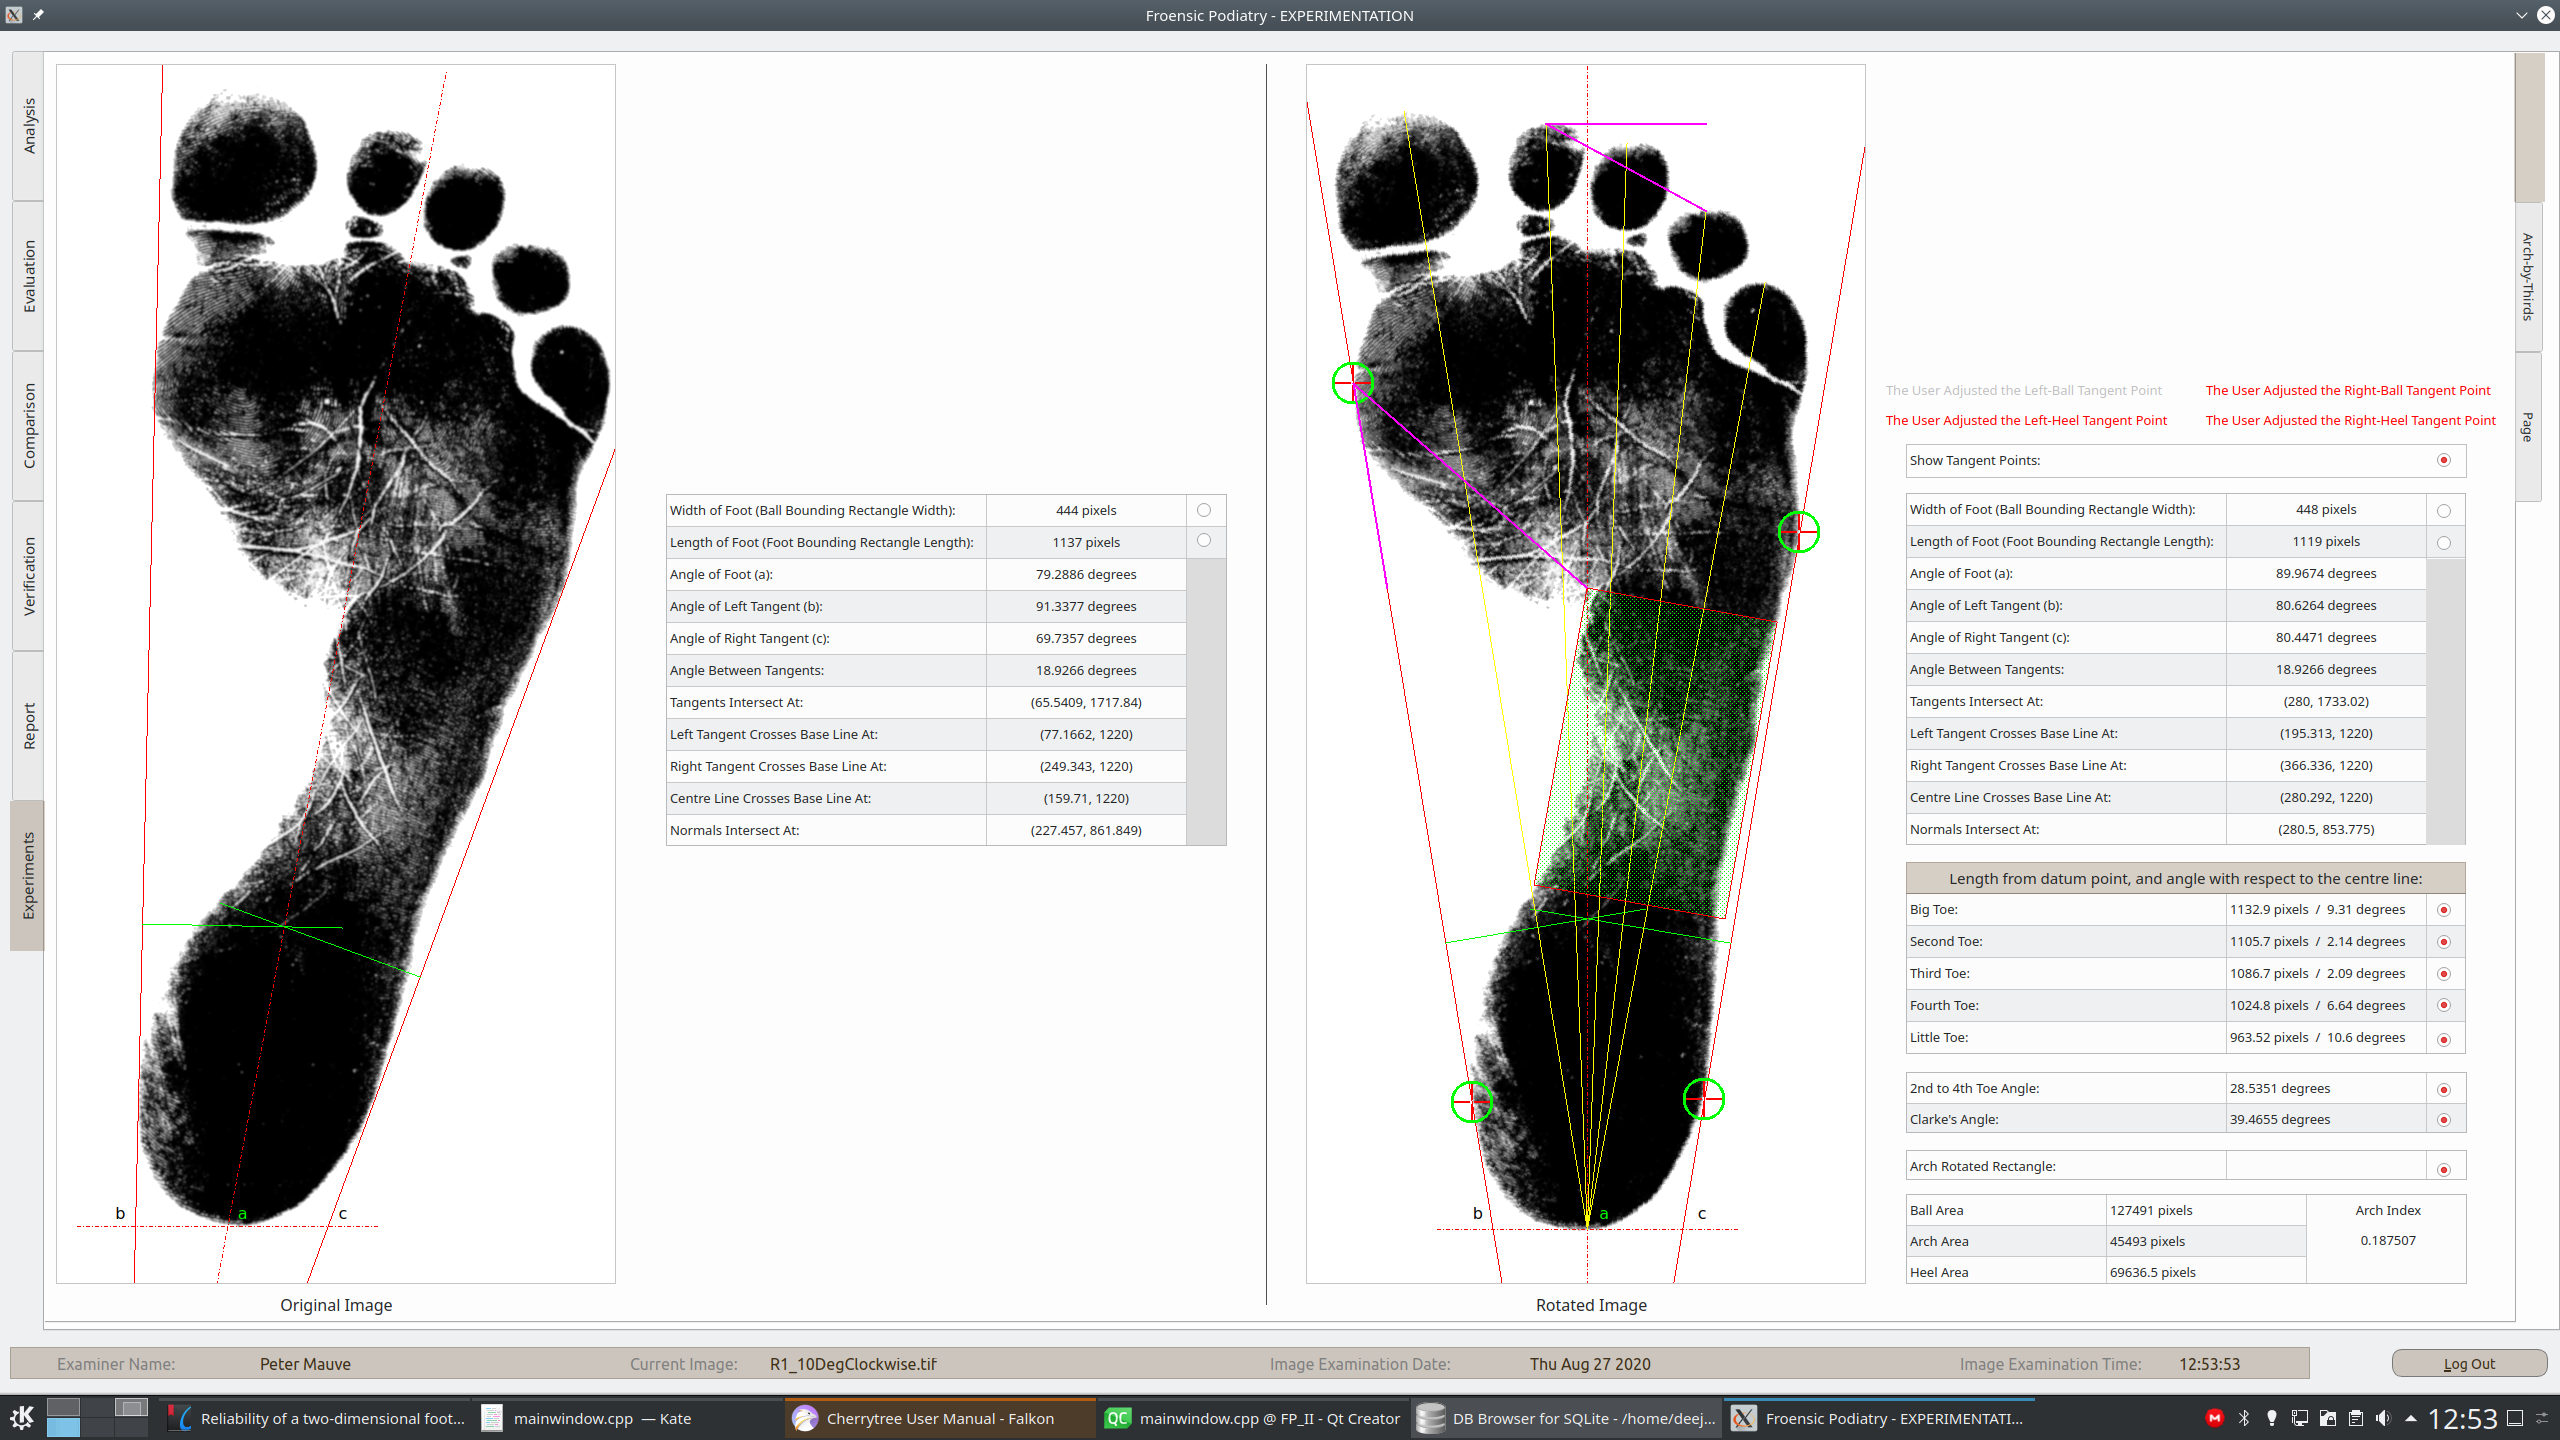 Froensic Podiatry - EXPERIMENTATION
Analysis
Evaluation
Comparison
Verification
Report
Experiments
b
a
c
Original Image
Width of Foot (Ball Bounding Rectangle Width): 444 pixels
Length of Foot (Foot Bounding Rectangle Length): 1137 pixels
Angle of Foot (a): 79.2886 degrees
Angle of Left Tangent (b): 91.3377 degrees
Angle of Right Tangent (c): 69.7357 degrees
Angle Between Tangents: 18.9266 degrees
Tangents Intersect At: (65.5409, 1717.84)
Left Tangent Crosses Base Line At: (77.1662, 1220)
Right Tangent Crosses Base Line At: (249.343, 1220)
Centre Line Crosses Base Line At: (159.71, 1220)
Normals Intersect At: (227.457, 861.849)
b
a
c
Rotated Image
Arch-by-Thirds
Page
The User Adjusted the Left-Ball Tangent Point The User Adjusted the Right-Ball Tangent Point
The User Adjusted the Left-Heel Tangent Point The User Adjusted the Right-Heel Tangent Point
Show Tangent Points:
Width of Foot (Ball Bounding Rectangle Width): 448 pixels
Length of Foot (Foot Bounding Rectangle Length): 1119 pixels
Angle of Foot (a): 89.9674 degrees
Angle of Left Tangent (b): 80.6264 degrees
Angle of Right Tangent (c): 80.4471 degrees
Angle Between Tangents: 18.9266 degrees
Tangents Intersect At: (280, 1733.02)
Left Tangent Crosses Base Line At: (195.313, 1220)
Right Tangent Crosses Base Line At: (366.336, 1220)
Centre Line Crosses Base Line At: (280.292, 1220)
Normals Intersect At: (280.5, 853.775)
Length from datum point, and angle with respect to the centre line:
Big Toe: 1132.9 pixels / 9.31 degrees
Second Toe: 1105.7 pixels / 2.14 degrees
Third Toe: 1086.7 pixels / 2.09 degrees
Fourth Toe: 1024.8 pixels / 6.64 degrees
Little Toe: 963.52 pixels / 10.6 degrees
2nd to 4th Toe Angle: 28.5351 degrees
Clarke's Angle: 39.4655 degrees
Arch Rotated Rectangle:
Ball Area 127491 pixels Arch Index
Arch Area 45493 pixels 0.187507
Heel Area 69636.5 pixels
Examiner Name: Peter Mauve Current Image: R1_10DegClockwise.tif Image Examination Date: Thu Aug 27 2020 Image Examination Time: 12:53:53 Log Out
Reliability of a two-dimensional foot... mainwindow.cpp — Kate Cherrytree User Manual - Falkon QC mainwindow.cpp @ FP_II - Qt Creator DB Browser for SQLite - /home/deej... Froensic Podiatry - EXPERIMENTATI... 12:53